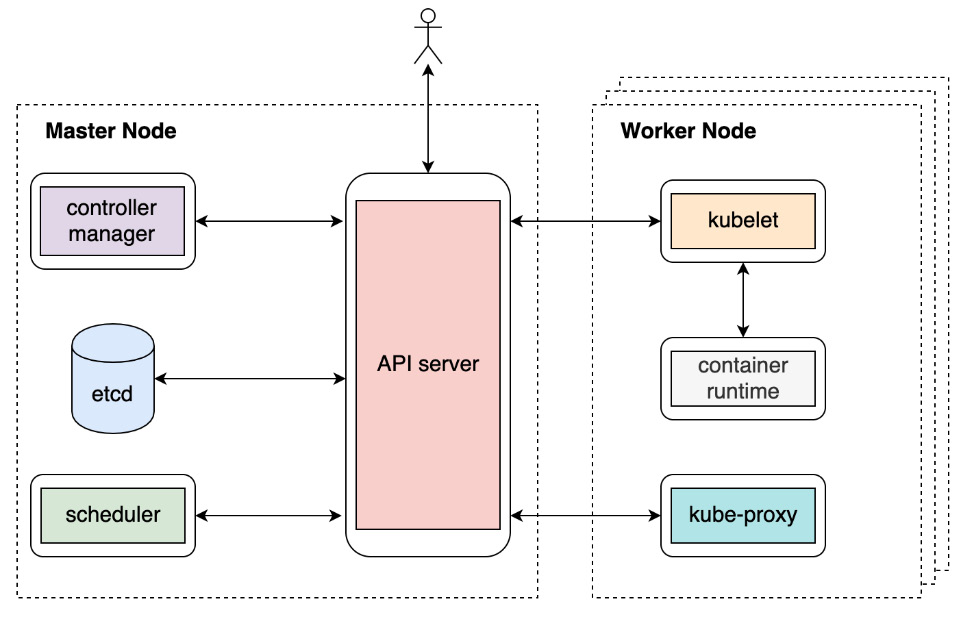 Master Node
controller
manager
etcd
scheduler
API server
Worker Node
kubelet
container
runtime
kube-proxy